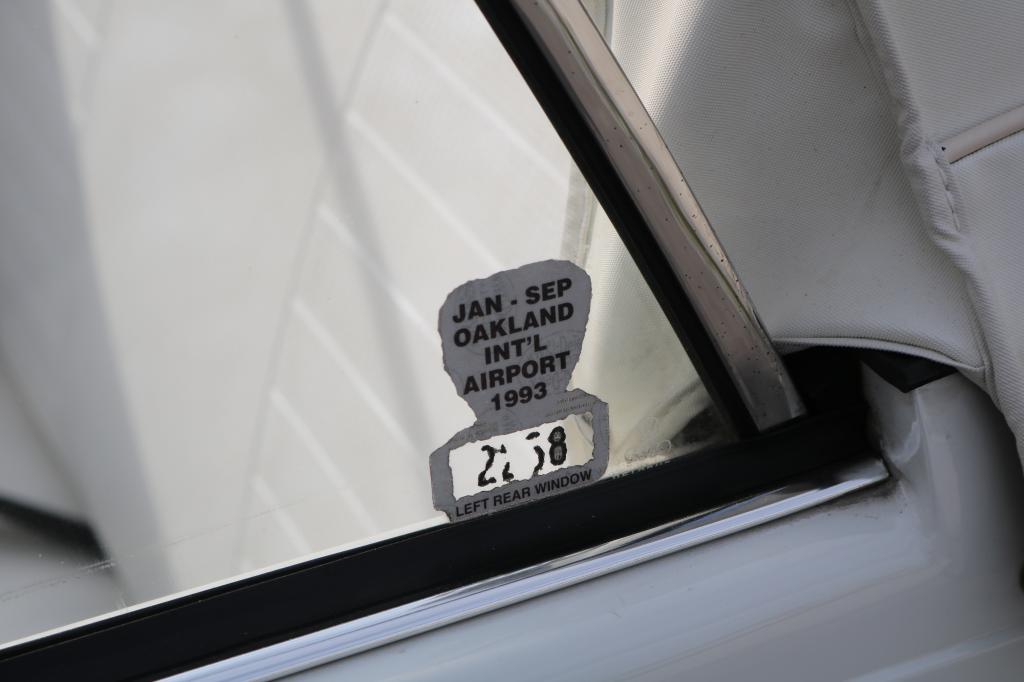 JAN - SEP
OAKLAND
INT'L
AIRPORT
1993
LEFT REAR WINDOW